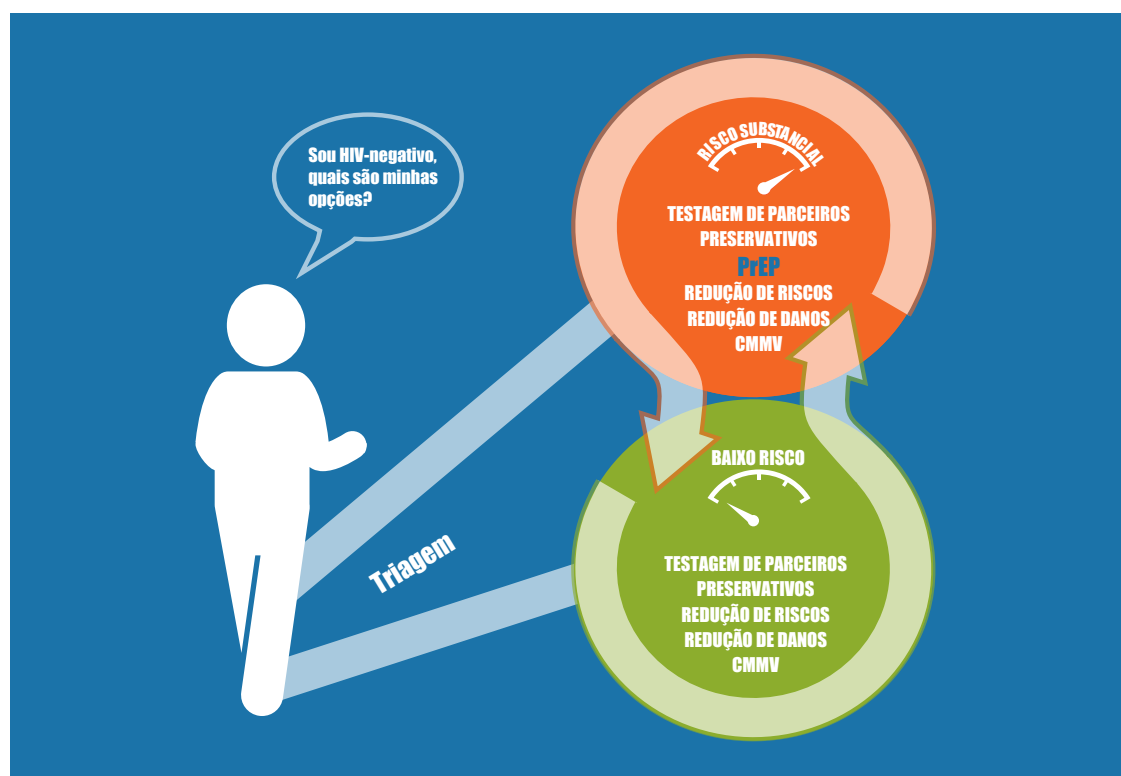 Sou HIV-negativo,
quais são minhas
opções?
Triagem
RISCO SUBSTANCIAL
TESTAGEM DE PARCEIROS
PRESERVATIVOS
PrEP
REDUÇÃO DE RISCOS
REDUÇÃO DE DANOS
CMMV
BAIXO RISCO
TESTAGEM DE PARCEIROS
PRESERVATIVOS
REDUÇÃO DE RISCOS
REDUÇÃO DE DANOS
CMMV